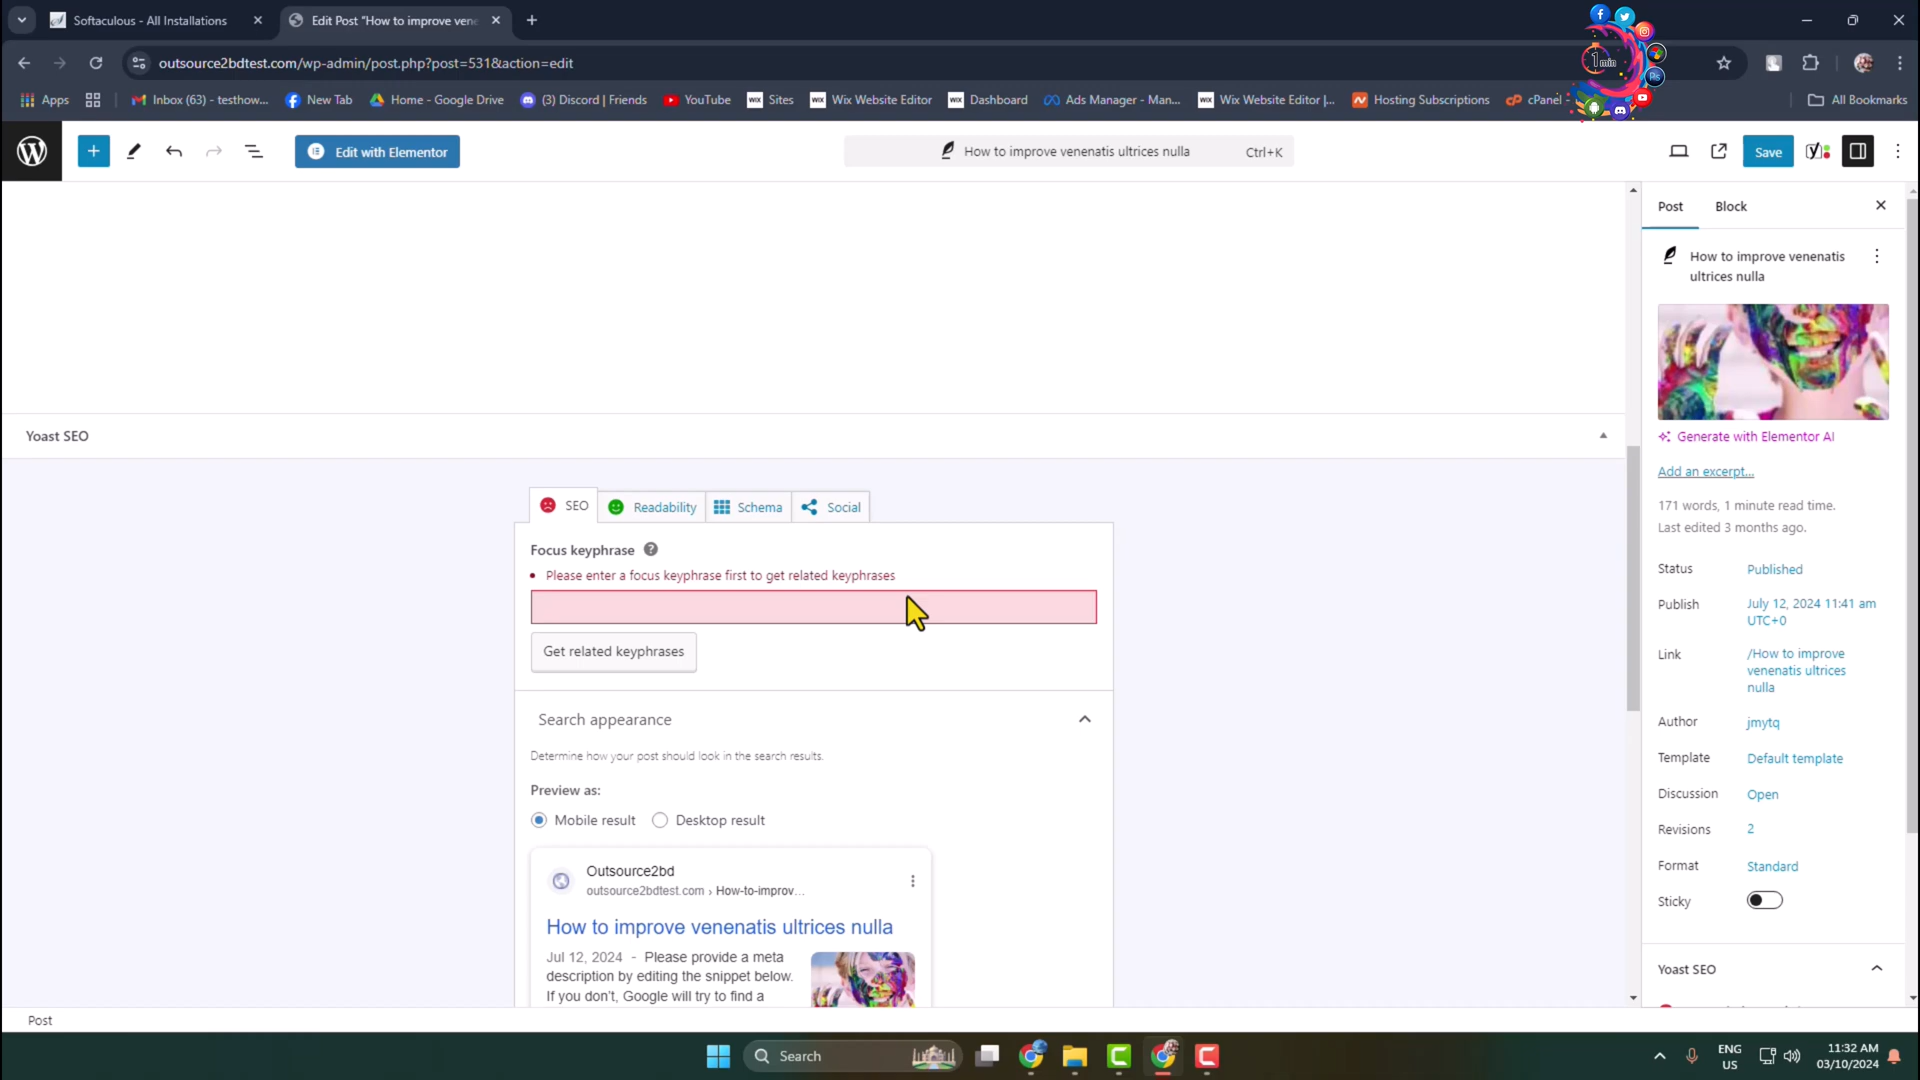 Softaculous - All Installations
Edit Post "How to improve vene
outsource2bdtest.com/wp-admin/post.php?post=531&action=edit
1min
Ps
Apps
Inbox (63) - testhow...
New Tab
Home - Google Drive
(3) Discord | Friends
YouTube
WIX Sites
WIX Wix Website Editor
WIX Dashboard
Ads Manager - Man...
WIX Wix Website Editor |...
Hosting Subscriptions
cP cPanel -
All Bookmarks
Edit with Elementor
How to improve venenatis ultrices nulla
Ctrl+K
Save
Post
Block
How to improve venenatis
ultrices nulla
Generate with Elementor AI
Add an excerpt...
171 words, 1 minute read time.
Last edited 3 months ago.
Status Published
Publish July 12, 2024 11:41 am
UTC+0
Link /How to improve
venenatis ultrices
nulla
Author jmytq
Template Default template
Discussion Open
Revisions 2
Format Standard
Sticky
Yoast SEO
Yoast SEO
SEO
Readability
Schema
Social
Focus keyphrase ?
• Please enter a focus keyphrase first to get related keyphrases
Get related keyphrases
Search appearance
Determine how your post should look in the search results.
Preview as:
Mobile result
Desktop result
Outsource2bd
outsource2bdtest.com › How-to-improv...
How to improve venenatis ultrices nulla
Jul 12, 2024 - Please provide a meta
description by editing the snippet below.
If you don't, Google will try to find a
Post
Search
ENG
US
11:32 AM
03/10/2024